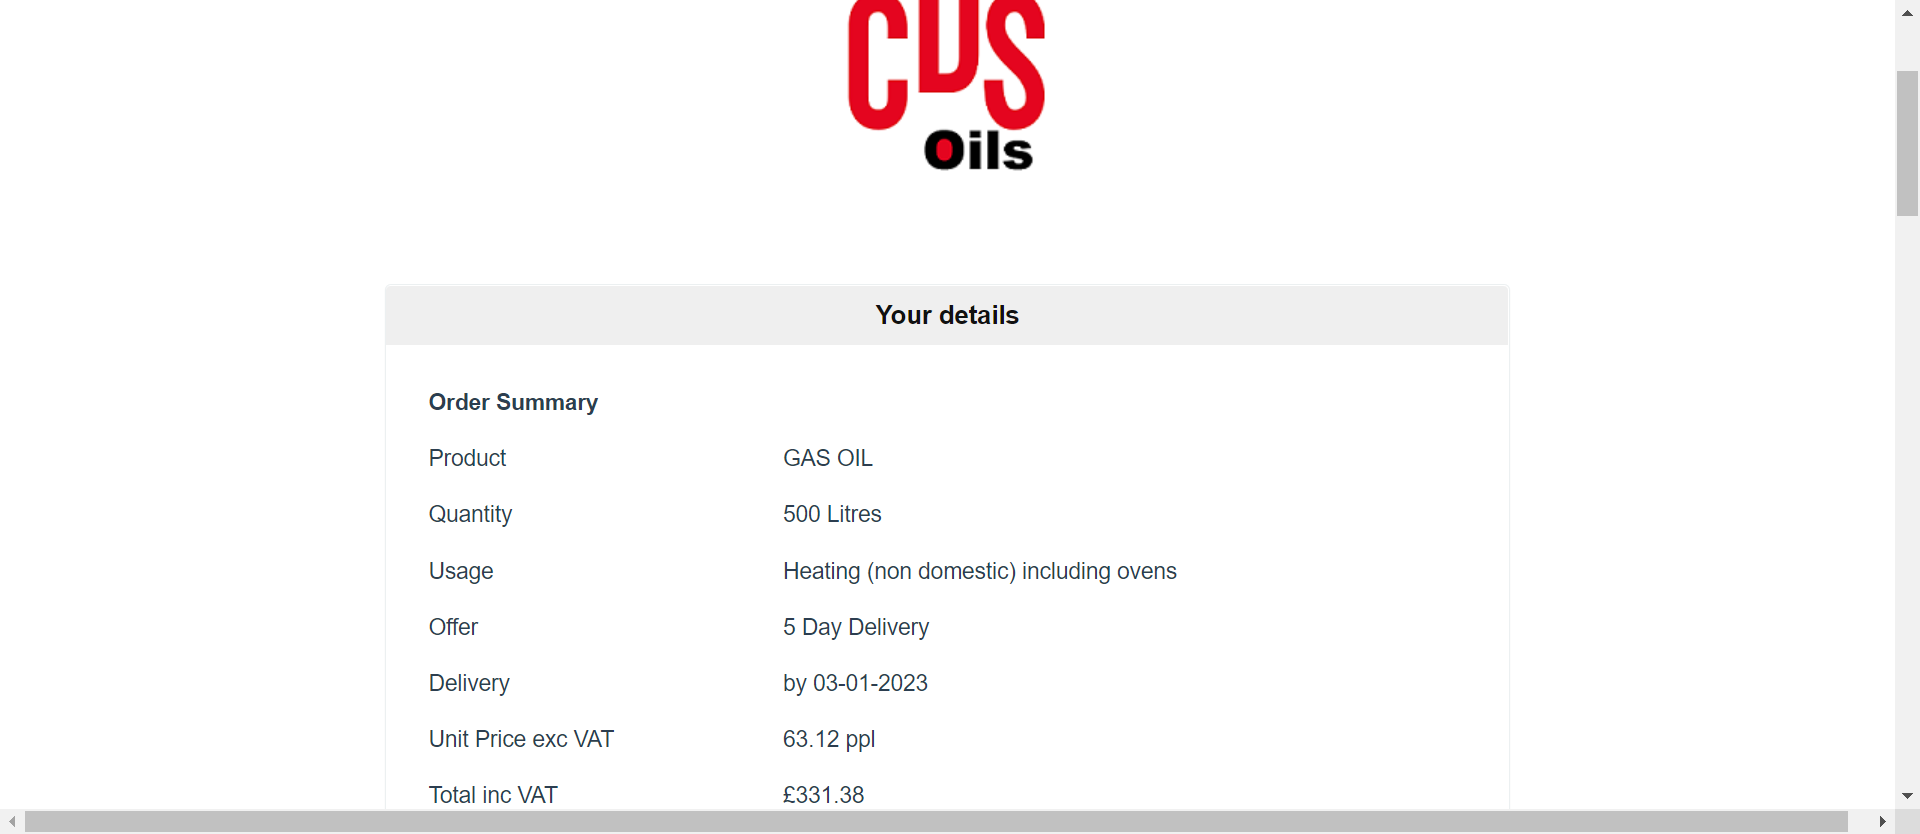 CDS
Oils
Your details
Order Summary
Product GAS OIL
Quantity 500 Litres
Usage Heating (non domestic) including ovens
Offer 5 Day Delivery
Delivery by 03-01-2023
Unit Price exc VAT 63.12 ppl
Total inc VAT £331.38